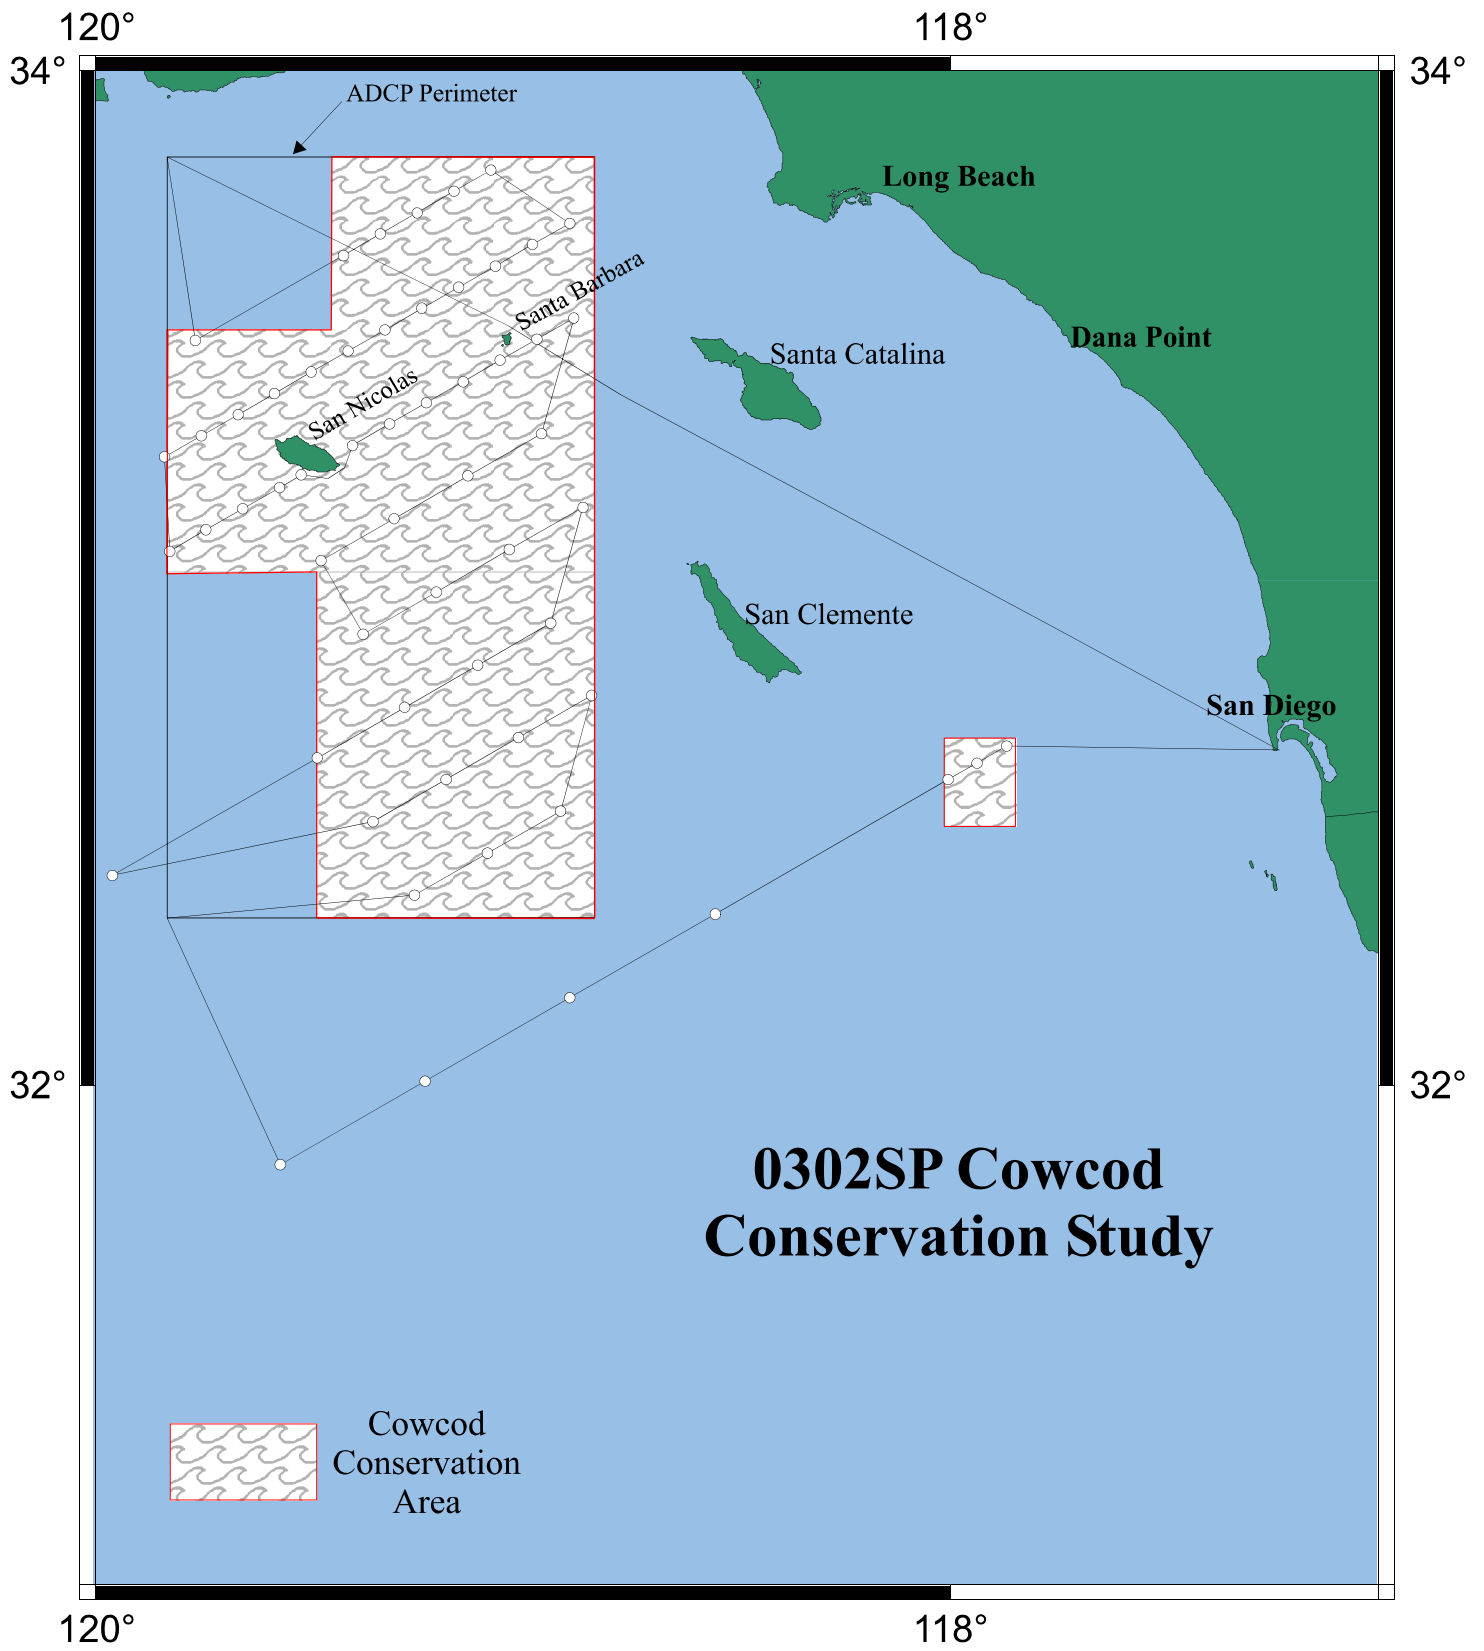 120°
118°
34°
34°
ADCP Perimeter
Long Beach
Santa Barbara
Dana Point
Santa Catalina
San Nicolas
San Clemente
San Diego
32°
32°
0302SP Cowcod
Conservation Study
Cowcod
Conservation
Area
120°
118°